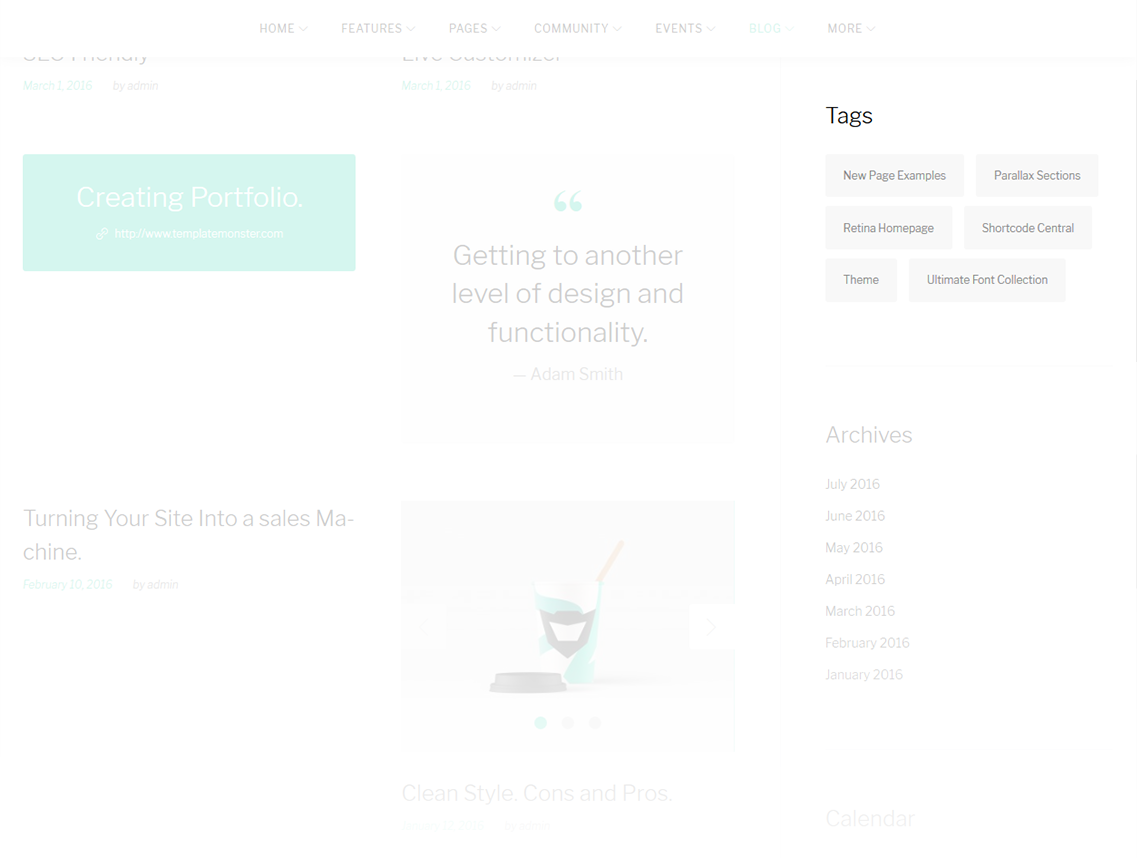 HOME
FEATURES
PAGES
COMMUNITY
EVENTS
BLOG
MORE
SEO Friendly
March 1, 2016 by admin
Live Customizer
March 1, 2016 by admin
Creating Portfolio.
http://www.templatemonster.com
“
Getting to another
level of design and
functionality.
— Adam Smith
Turning Your Site Into a sales Ma-
chine.
February 10, 2016 by admin
Clean Style. Cons and Pros.
by admin
Tags
New Page Examples
Parallax Sections
Retina Homepage
Shortcode Central
Theme
Ultimate Font Collection
Archives
July 2016
June 2016
May 2016
April 2016
March 2016
February 2016
January 2016
Calendar